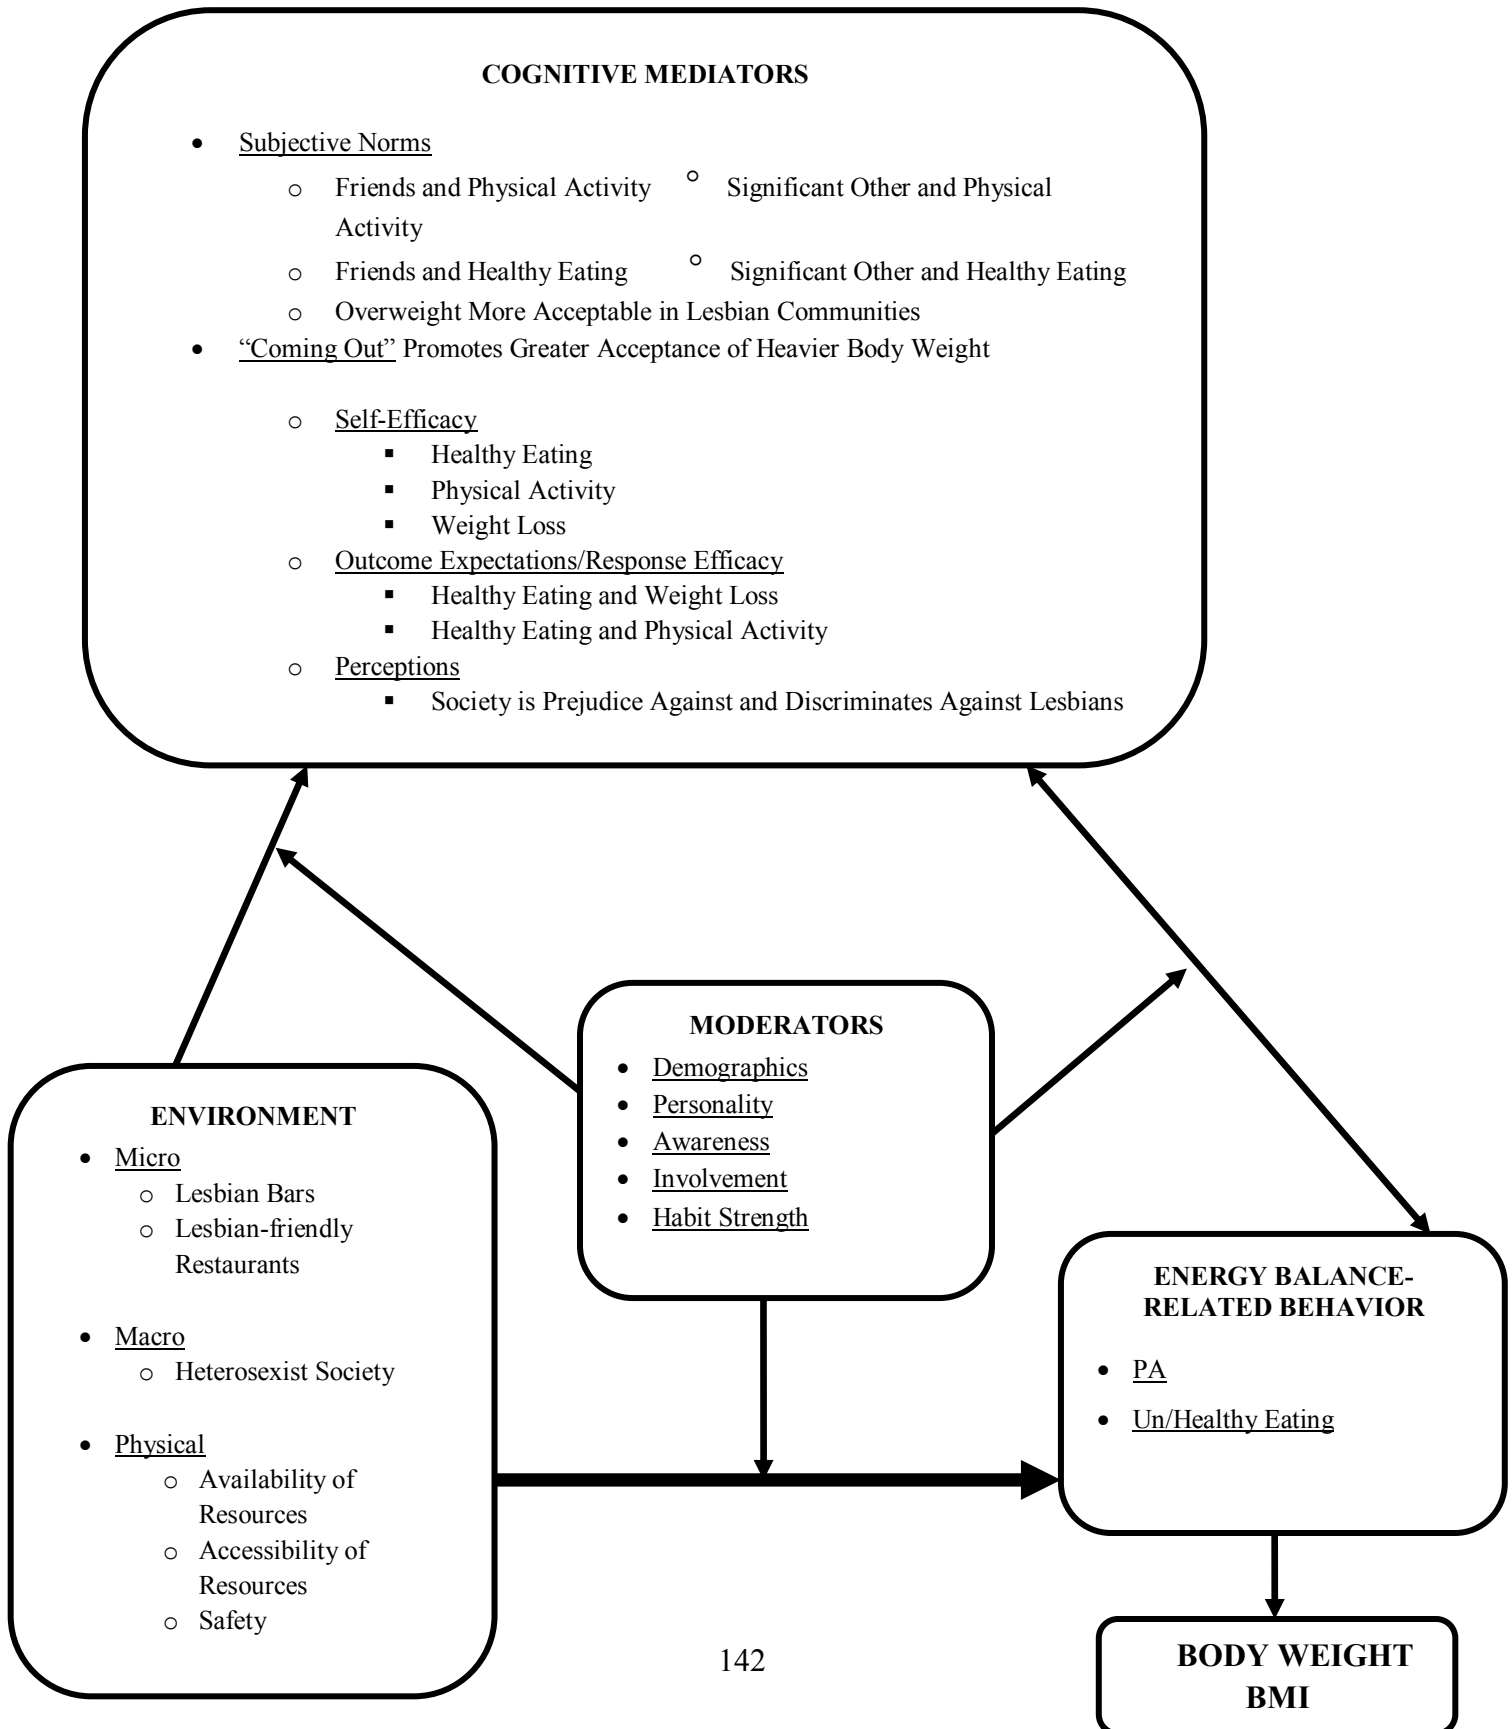 COGNITIVE MEDIATORS
• Subjective Norms
o Friends and Physical Activity ° Significant Other and Physical
Activity
o Friends and Healthy Eating ° Significant Other and Healthy Eating
o Overweight More Acceptable in Lesbian Communities
• “Coming Out” Promotes Greater Acceptance of Heavier Body Weight
o Self-Efficacy
▪ Healthy Eating
▪ Physical Activity
▪ Weight Loss
o Outcome Expectations/Response Efficacy
▪ Healthy Eating and Weight Loss
▪ Healthy Eating and Physical Activity
o Perceptions
▪ Society is Prejudice Against and Discriminates Against Lesbians
MODERATORS
• Demographics
• Personality
• Awareness
• Involvement
• Habit Strength
ENVIRONMENT
• Micro
o Lesbian Bars
o Lesbian-friendly
Restaurants
• Macro
o Heterosexist Society
• Physical
o Availability of
Resources
o Accessibility of
Resources
o Safety
ENERGY BALANCE-
RELATED BEHAVIOR
• PA
• Un/Healthy Eating
BODY WEIGHT
BMI
142